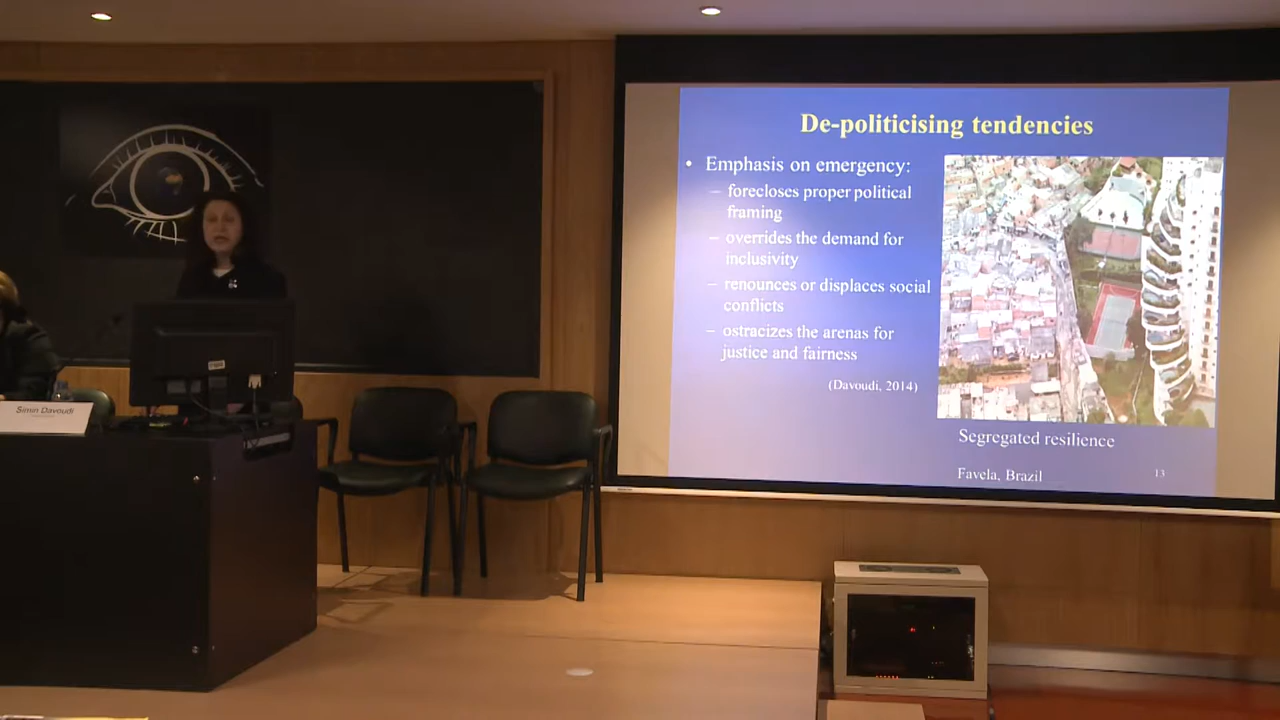 De-politicising tendencies
• Emphasis on emergency:
– forecloses proper political
framing
– overrides the demand for
inclusivity
– renounces or displaces social
conflicts
– ostracizes the arenas for
justice and fairness
(Davoudi, 2014)
Segregated resilience
Favela, Brazil
13
Simin Davoudi